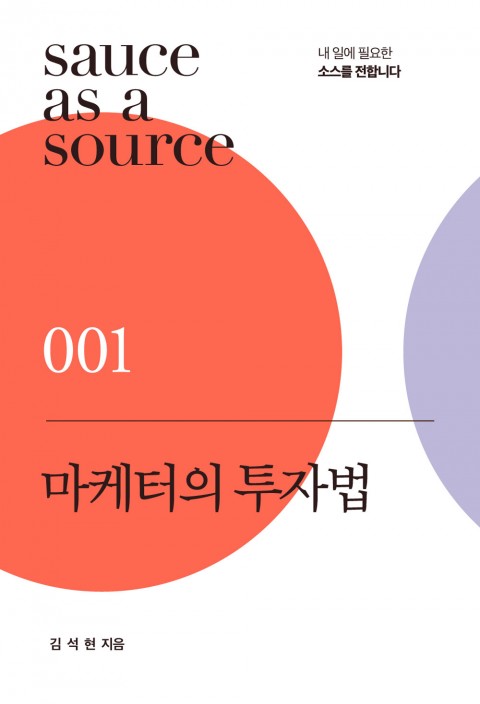 sauce
as a
source
내 일에 필요한
소스를 전합니다
001
마케터의 투자법
김석현 지음